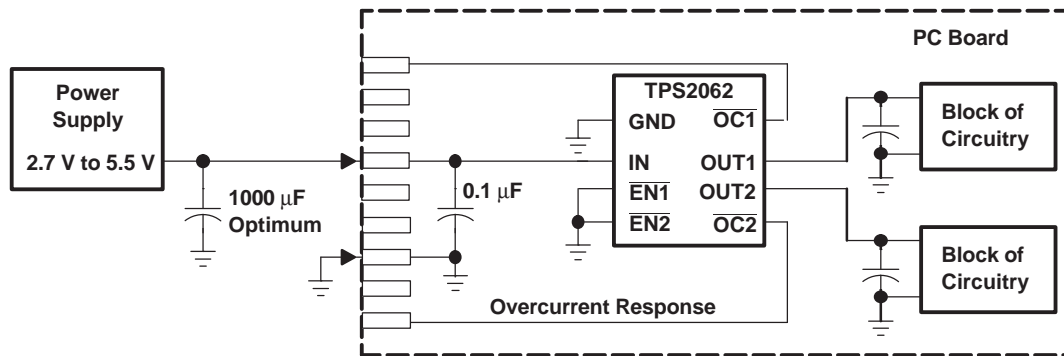 PC Board
Power
Supply
2.7 V to 5.5 V
1000 μF
Optimum
0.1 μF
TPS2062
GND
OC1
IN
OUT1
EN1
OUT2
EN2
OC2
Overcurrent Response
Block of
Circuitry
Block of
Circuitry